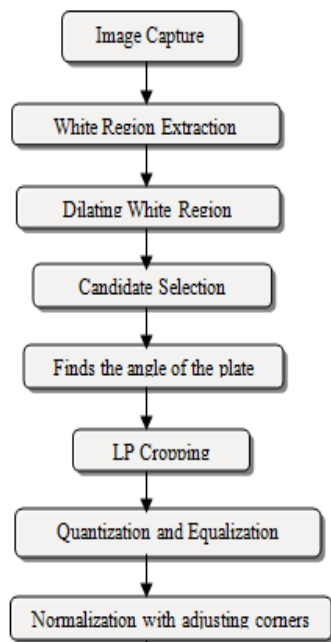 Image Capture
White Region Extraction
Dilating White Region
Candidate Selection
Finds the angle of the plate
LP Cropping
Quantization and Equalization
Normalization with adjusting corners